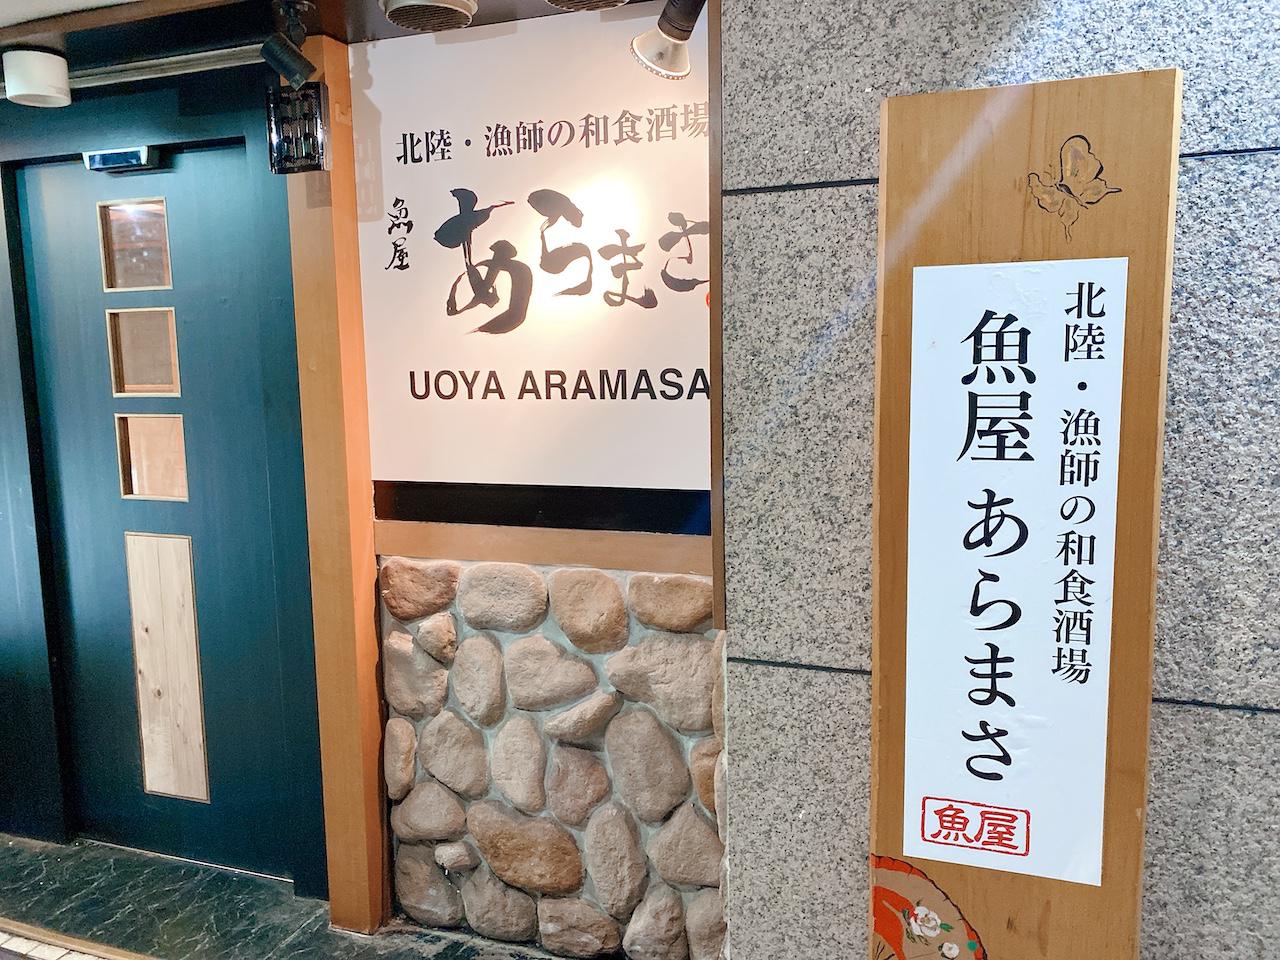 北陸・漁師の和食酒場
魚屋
あらまさ
UOYA ARAMASA
北陸・漁師の和食酒場
魚屋 あらまさ
魚屋